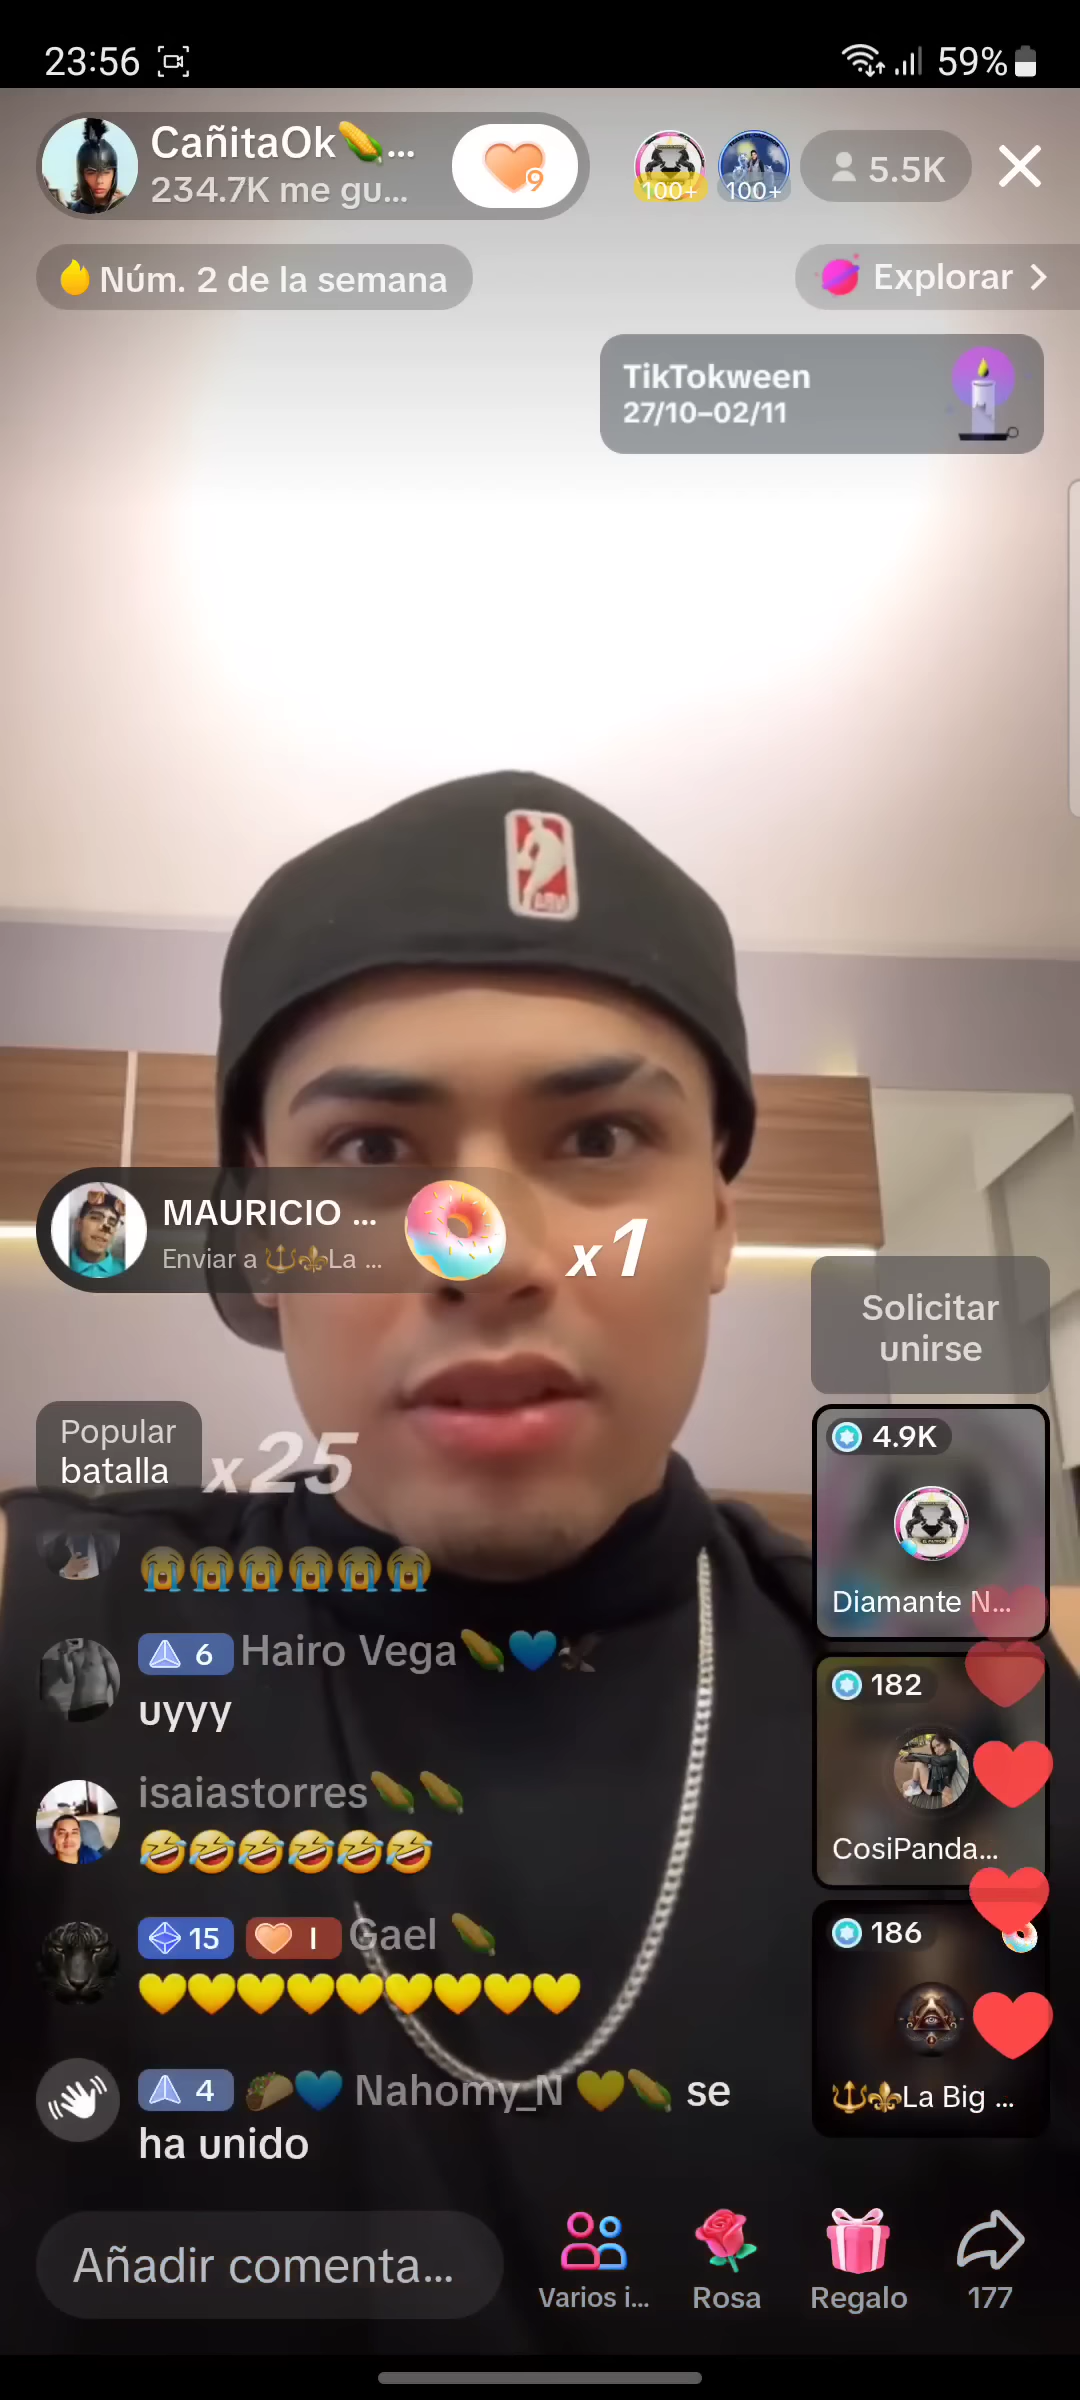 23:56
59%
CañitaOk🌽...
234.7K me gu...
9
100+
100+
5.5K
Núm. 2 de la semana
Explorar
TikTokween
27/10–02/11
MAURICIO ...
Enviar a 🔱⚜️La ...
x1
Solicitar
unirse
Popular
batalla
x25
4.9K
Diamante N...
😭😭😭😭😭😭
6 Hairo Vega🌽💙🦅
uyyy
182
CosiPanda...
isaiastorres🌽🌽
🤣🤣🤣🤣🤣🤣
15 I Gael 🌽
💛💛💛💛💛💛💛💛💛
186
🔱⚜️La Big ...
4 🌮💙 Nahomy_N 💛🌽 se
ha unido
Añadir comenta...
Varios i...
Rosa
Regalo
177